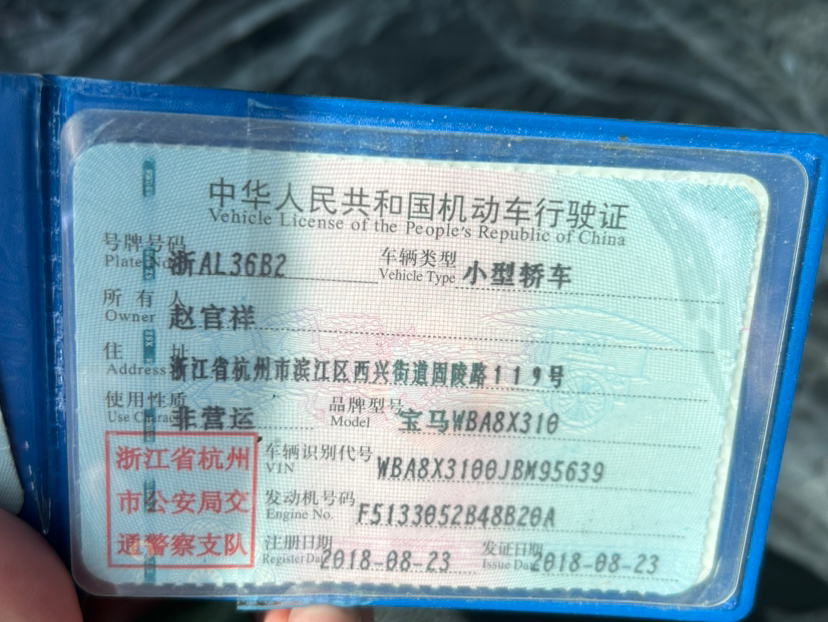 中华人民共和国机动车行驶证
Vehicle License of the People's Republic of China
号牌号码 浙AL36B2 车辆类型 小型轿车
Plate No. Vehicle Type
所有人 赵官祥
Owner
住址 浙江省杭州市滨江区西兴街道固陵路119号
Address
使用性质 非营运 品牌型号 宝马WBA8X310
Use Charac Model
浙江省杭州
市公安局交
通警察支队
车辆识别代号 WBA8X3100JBM95639
VIN
发动机号码 F5133052B48B20A
Engine No.
注册日期 2018-08-23 发证日期 2018-08-23
Register Da Issue Da